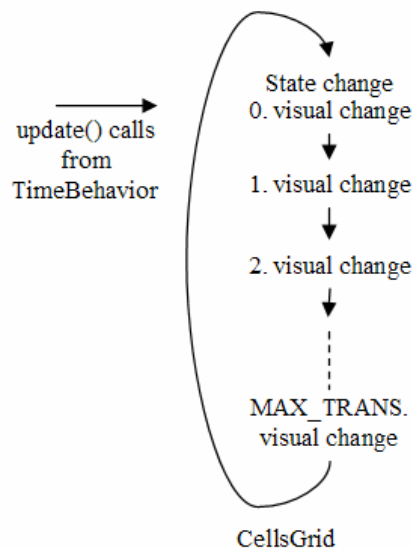 State change
0. visual change
update() calls
from
TimeBehavior
1. visual change
2. visual change
MAX_TRANS.
visual change
CellsGrid